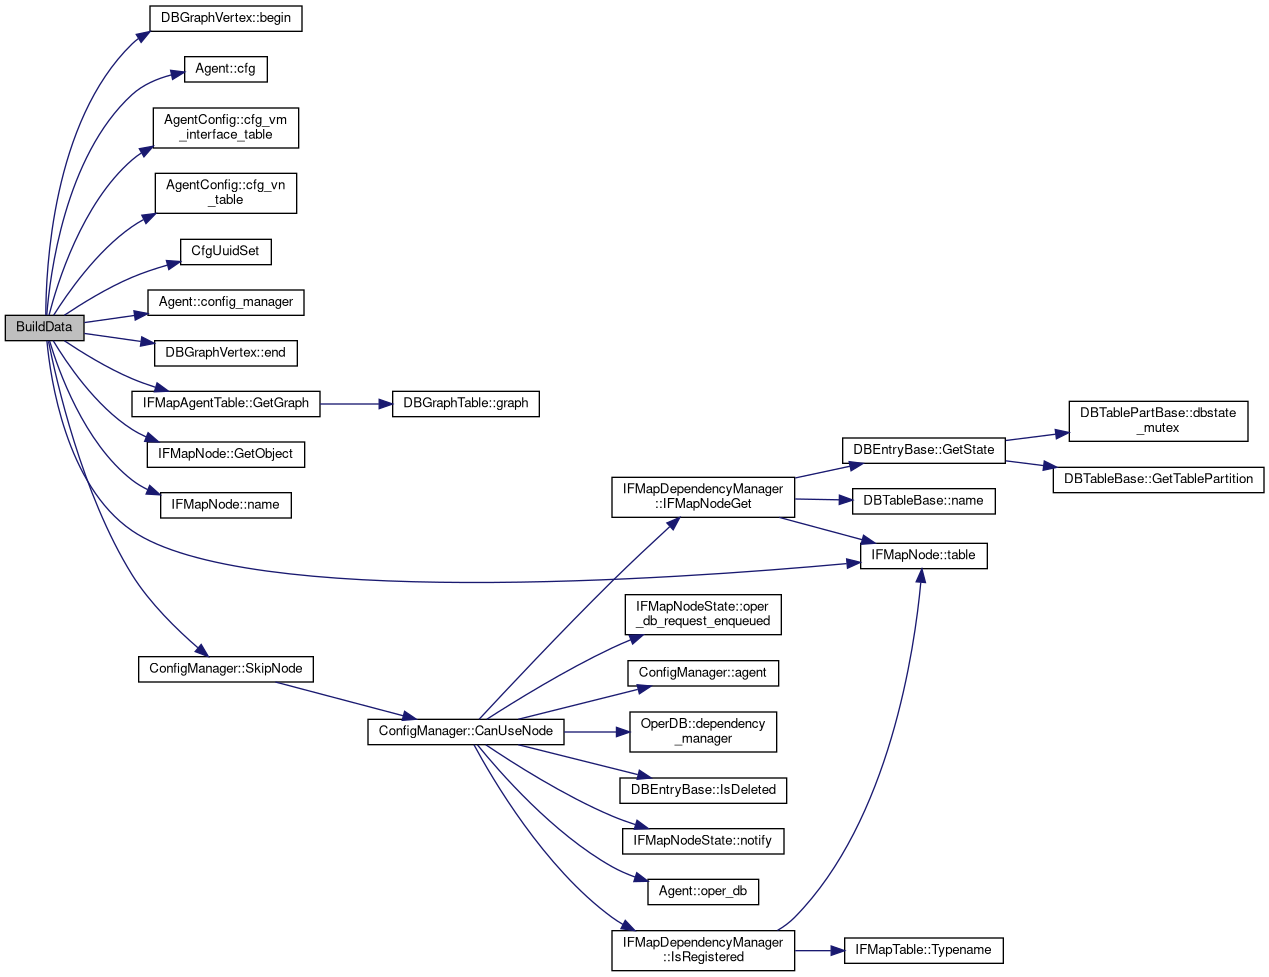 DBGraphVertex::begin
Agent::cfg
AgentConfig::cfg_vm
_interface_table
AgentConfig::cfg_vn
_table
CfgUuidSet
Agent::config_manager
BuildData
DBGraphVertex::end
IFMapAgentTable::GetGraph
DBGraphTable::graph
IFMapNode::GetObject
IFMapNode::name
ConfigManager::SkipNode
ConfigManager::CanUseNode
IFMapDependencyManager
::IFMapNodeGet
DBEntryBase::GetState
DBTablePartBase::dbstate
_mutex
DBTableBase::GetTablePartition
DBTableBase::name
IFMapNode::table
IFMapNodeState::oper
_db_request_enqueued
ConfigManager::agent
OperDB::dependency
_manager
DBEntryBase::IsDeleted
IFMapNodeState::notify
Agent::oper_db
IFMapDependencyManager
::IsRegistered
IFMapTable::Typename